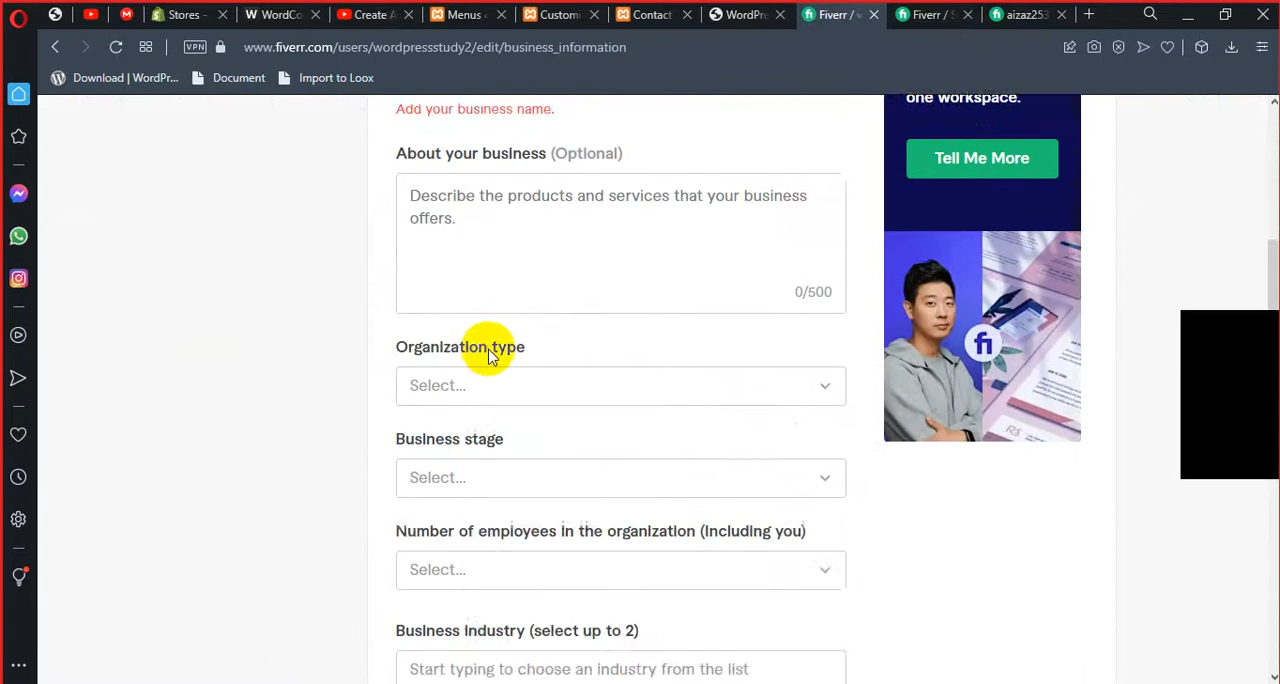 Stores -
WordCo
Create A
Menus
Custom
Contact
WordPre
Fiverr /
Fiverr / S
aizaz253
VPN
www.fiverr.com/users/wordpressstudy2/edit/business_information
Download | WordPr...
Document
Import to Loox
Add your business name.
one workspace.
Tell Me More
About your business (Optional)
Describe the products and services that your business
offers.
0/500
Organization type
Select...
Business stage
Select...
Number of employees in the organization (Including you)
Select...
Business industry (select up to 2)
Start typing to choose an industry from the list
fi